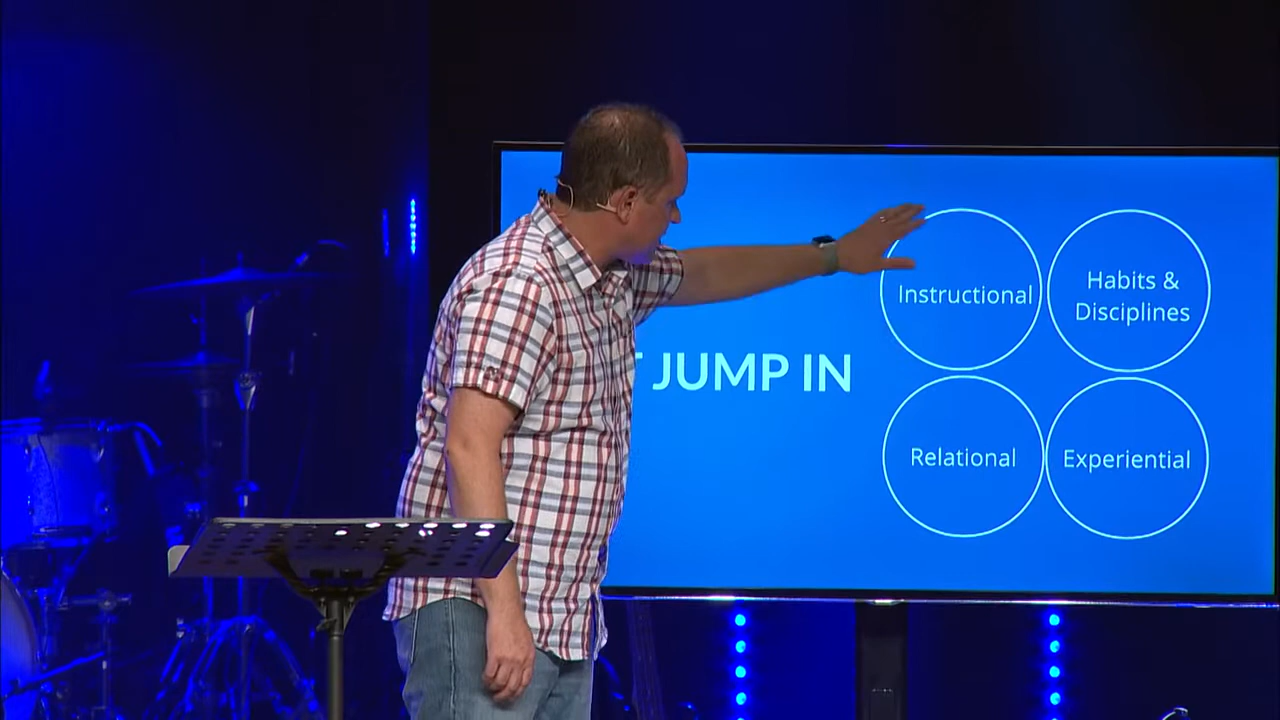 JUMP IN
Instructional
Habits &
Disciplines
Relational
Experiential